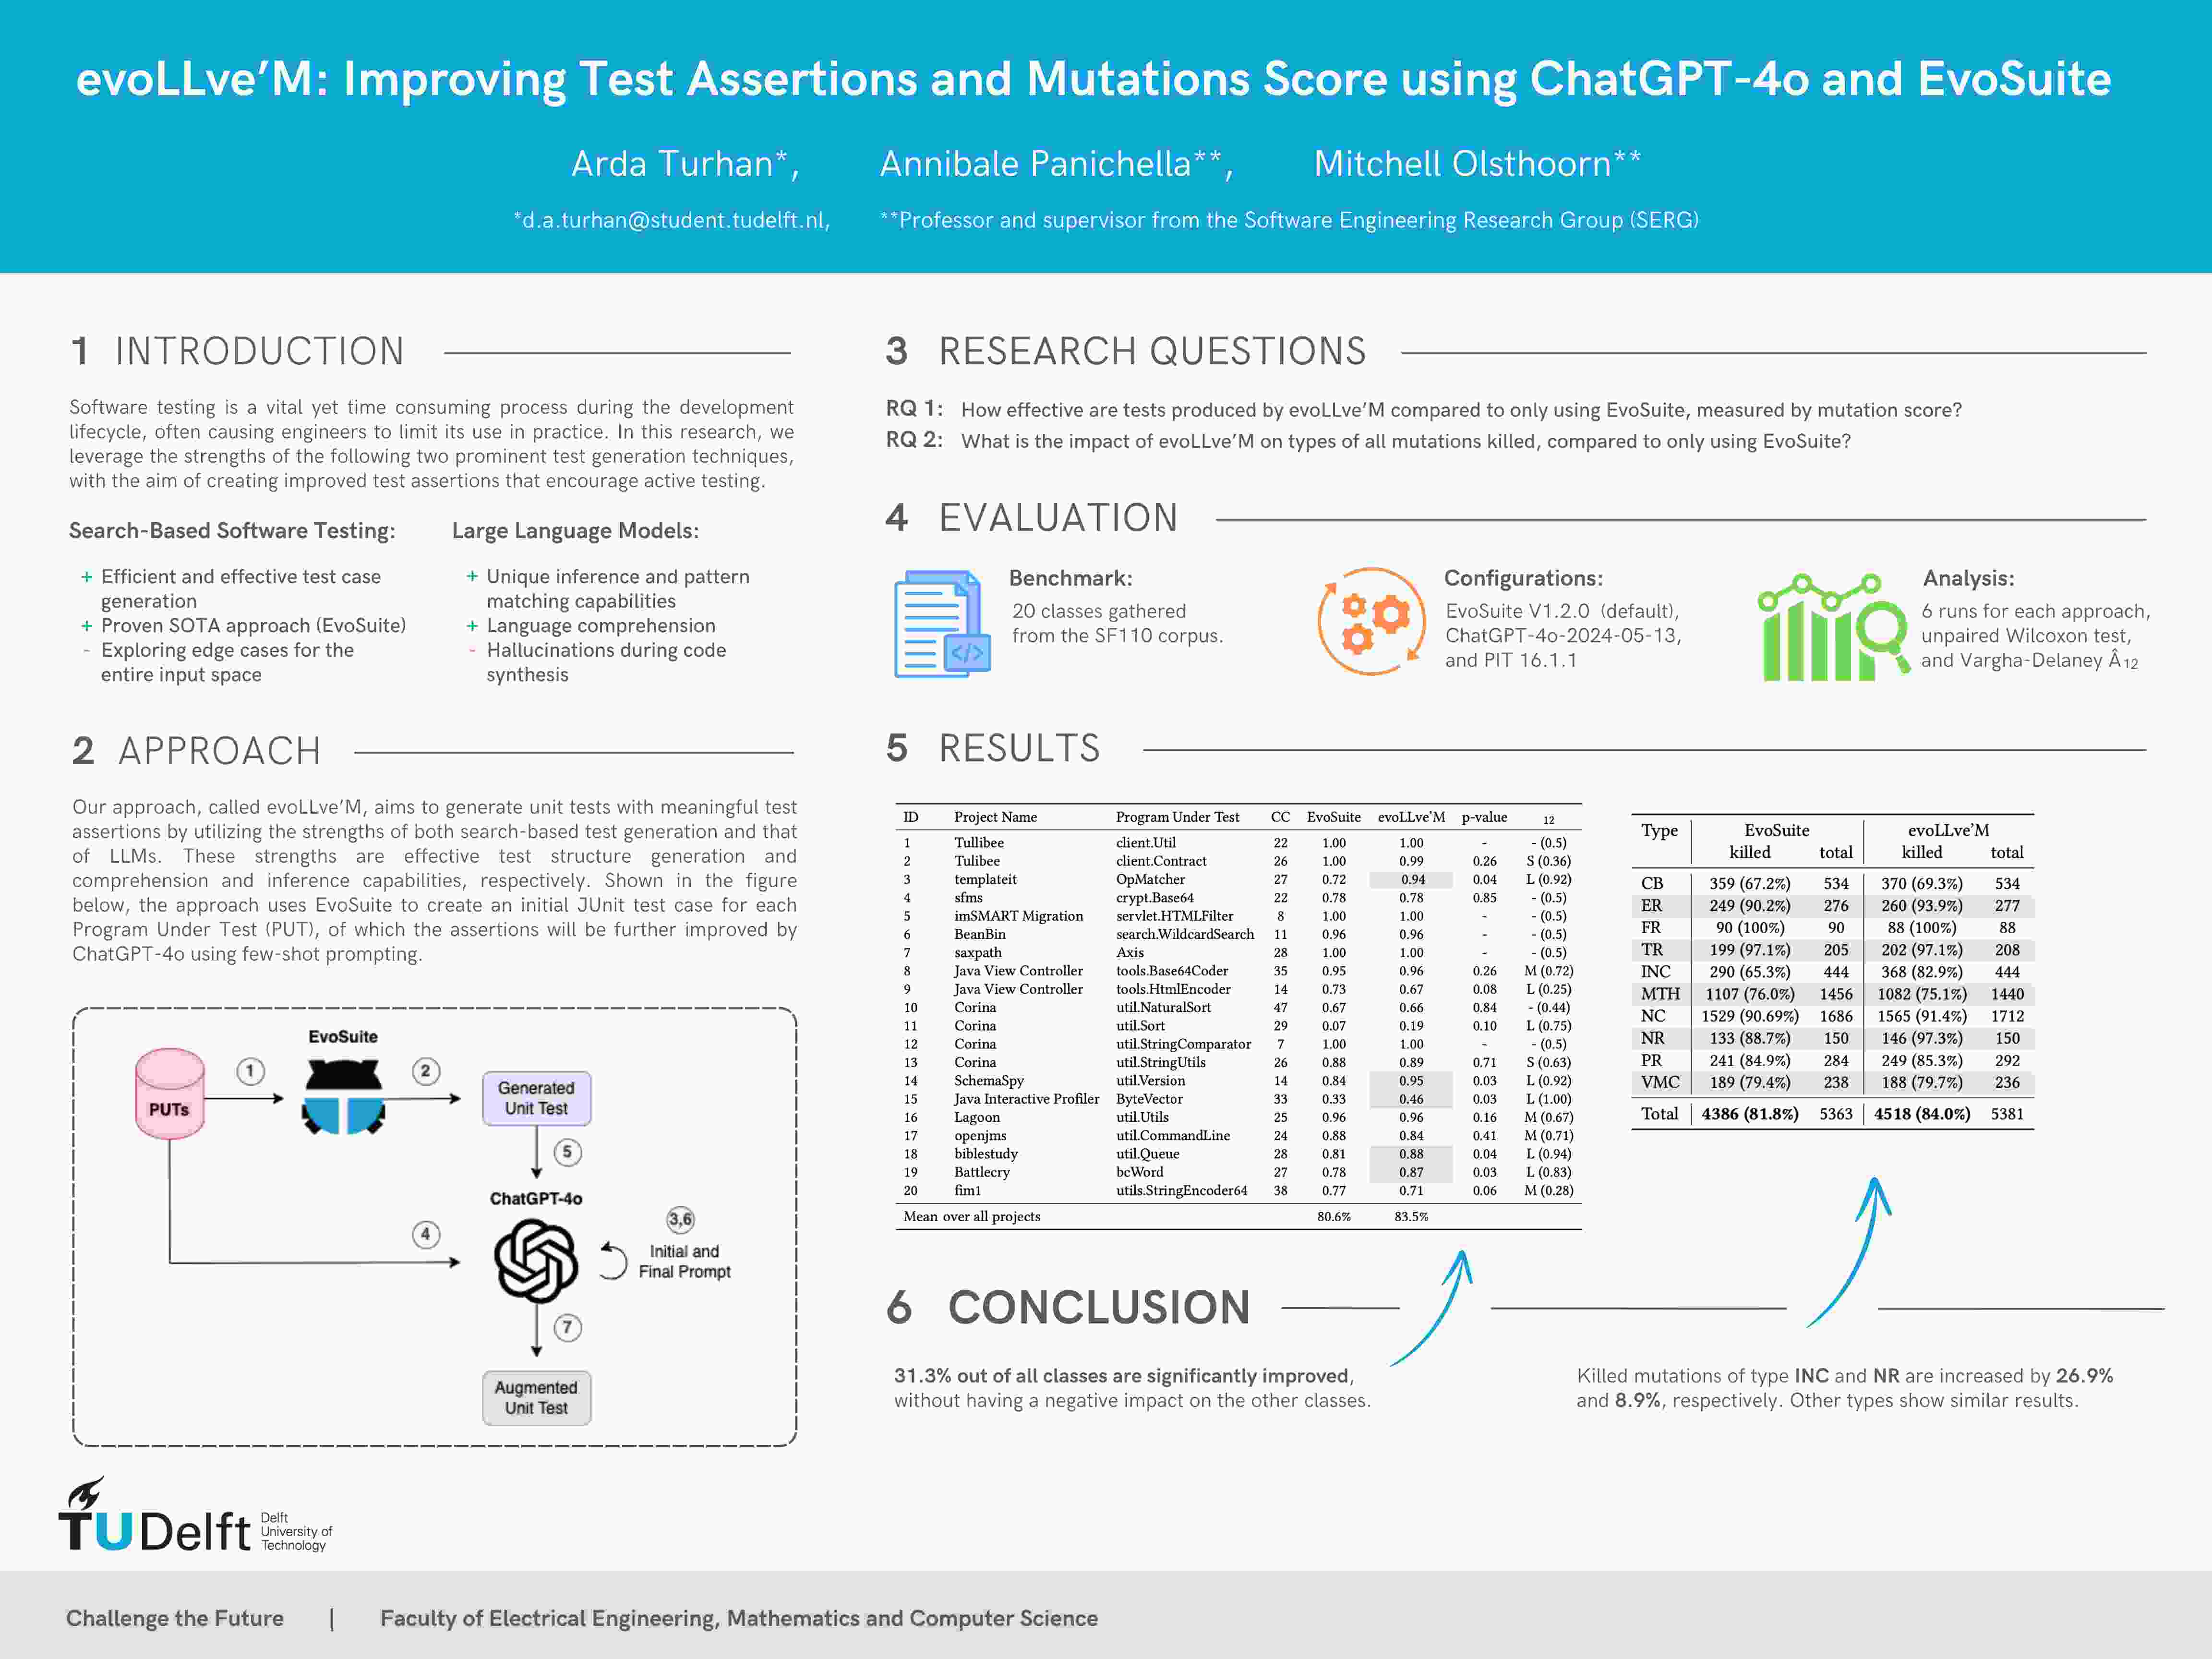 evoLLve’M: Improving Test Assertions and Mutations Score using ChatGPT-4o and EvoSuite
Arda Turhan*, Annibale Panichella**, Mitchell Olsthoorn**
*d.a.turhan@student.tudelft.nl, **Professor and supervisor from the Software Engineering Research Group (SERG)
1 INTRODUCTION
Software testing is a vital yet time consuming process during the development
lifecycle, often causing engineers to limit its use in practice. In this research, we
leverage the strengths of the following two prominent test generation techniques,
with the aim of creating improved test assertions that encourage active testing.
Search-Based Software Testing:
+ Efficient and effective test case
generation
+ Proven SOTA approach (EvoSuite)
- Exploring edge cases for the
entire input space
Large Language Models:
+ Unique inference and pattern
matching capabilities
+ Language comprehension
- Hallucinations during code
synthesis
2 APPROACH
Our approach, called evoLLve’M, aims to generate unit tests with meaningful test
assertions by utilizing the strengths of both search-based test generation and that
of LLMs. These strengths are effective test structure generation and
comprehension and inference capabilities, respectively. Shown in the figure
below, the approach uses EvoSuite to create an initial JUnit test case for each
Program Under Test (PUT), of which the assertions will be further improved by
ChatGPT-4o using few-shot prompting.
EvoSuite
1
2
PUTs
Generated
Unit Test
5
ChatGPT-4o
3,6
4
Initial and
Final Prompt
7
Augmented
Unit Test
3 RESEARCH QUESTIONS
RQ 1: How effective are tests produced by evoLLve’M compared to only using EvoSuite, measured by mutation score?
RQ 2: What is the impact of evoLLve’M on types of all mutations killed, compared to only using EvoSuite?
4 EVALUATION
Benchmark:
20 classes gathered
from the SF110 corpus.
</>
Configurations:
EvoSuite V1.2.0 (default),
ChatGPT-4o-2024-05-13,
and PIT 16.1.1
Analysis:
6 runs for each approach,
unpaired Wilcoxon test,
and Vargha-Delaney Â12
5 RESULTS
ID Project Name Program Under Test CC EvoSuite evoLLve’M p-value 12
1 Tullibee client.Util 22 1.00 1.00 - - (0.5)
2 Tulibee client.Contract 26 1.00 0.99 0.26 S (0.36)
3 templateit OpMatcher 27 0.72 0.94 0.04 L (0.92)
4 sfms crypt.Base64 22 0.78 0.78 0.85 - (0.5)
5 imSMART Migration servlet.HTMLFilter 8 1.00 1.00 - - (0.5)
6 BeanBin search.WildcardSearch 11 0.96 0.96 - - (0.5)
7 saxpath Axis 28 1.00 1.00 - - (0.5)
8 Java View Controller tools.Base64Coder 35 0.95 0.96 0.26 M (0.72)
9 Java View Controller tools.HtmlEncoder 14 0.73 0.67 0.08 L (0.25)
10 Corina util.NaturalSort 47 0.67 0.66 0.84 - (0.44)
11 Corina util.Sort 29 0.07 0.19 0.10 L (0.75)
12 Corina util.StringComparator 7 1.00 1.00 - - (0.5)
13 Corina util.StringUtils 26 0.88 0.89 0.71 S (0.63)
14 SchemaSpy util.Version 14 0.84 0.95 0.03 L (0.92)
15 Java Interactive Profiler ByteVector 33 0.33 0.46 0.03 L (1.00)
16 Lagoon util.Utils 25 0.96 0.96 0.16 M (0.67)
17 openjms util.CommandLine 24 0.88 0.84 0.41 M (0.71)
18 biblestudy util.Queue 28 0.81 0.88 0.04 L (0.94)
19 Battlecry bcWord 27 0.78 0.87 0.03 L (0.83)
20 fim1 utils.StringEncoder64 38 0.77 0.71 0.06 M (0.28)
Mean over all projects 80.6% 83.5%
Type EvoSuite evoLLve’M
killed total killed total
CB 359 (67.2%) 534 370 (69.3%) 534
ER 249 (90.2%) 276 260 (93.9%) 277
FR 90 (100%) 90 88 (100%) 88
TR 199 (97.1%) 205 202 (97.1%) 208
INC 290 (65.3%) 444 368 (82.9%) 444
MTH 1107 (76.0%) 1456 1082 (75.1%) 1440
NC 1529 (90.69%) 1686 1565 (91.4%) 1712
NR 133 (88.7%) 150 146 (97.3%) 150
PR 241 (84.9%) 284 249 (85.3%) 292
VMC 189 (79.4%) 238 188 (79.7%) 236
Total 4386 (81.8%) 5363 4518 (84.0%) 5381
6 CONCLUSION
31.3% out of all classes are significantly improved,
without having a negative impact on the other classes.
Killed mutations of type INC and NR are increased by 26.9%
and 8.9%, respectively. Other types show similar results.
TUDelft
Delft
University of
Technology
Challenge the Future | Faculty of Electrical Engineering, Mathematics and Computer Science